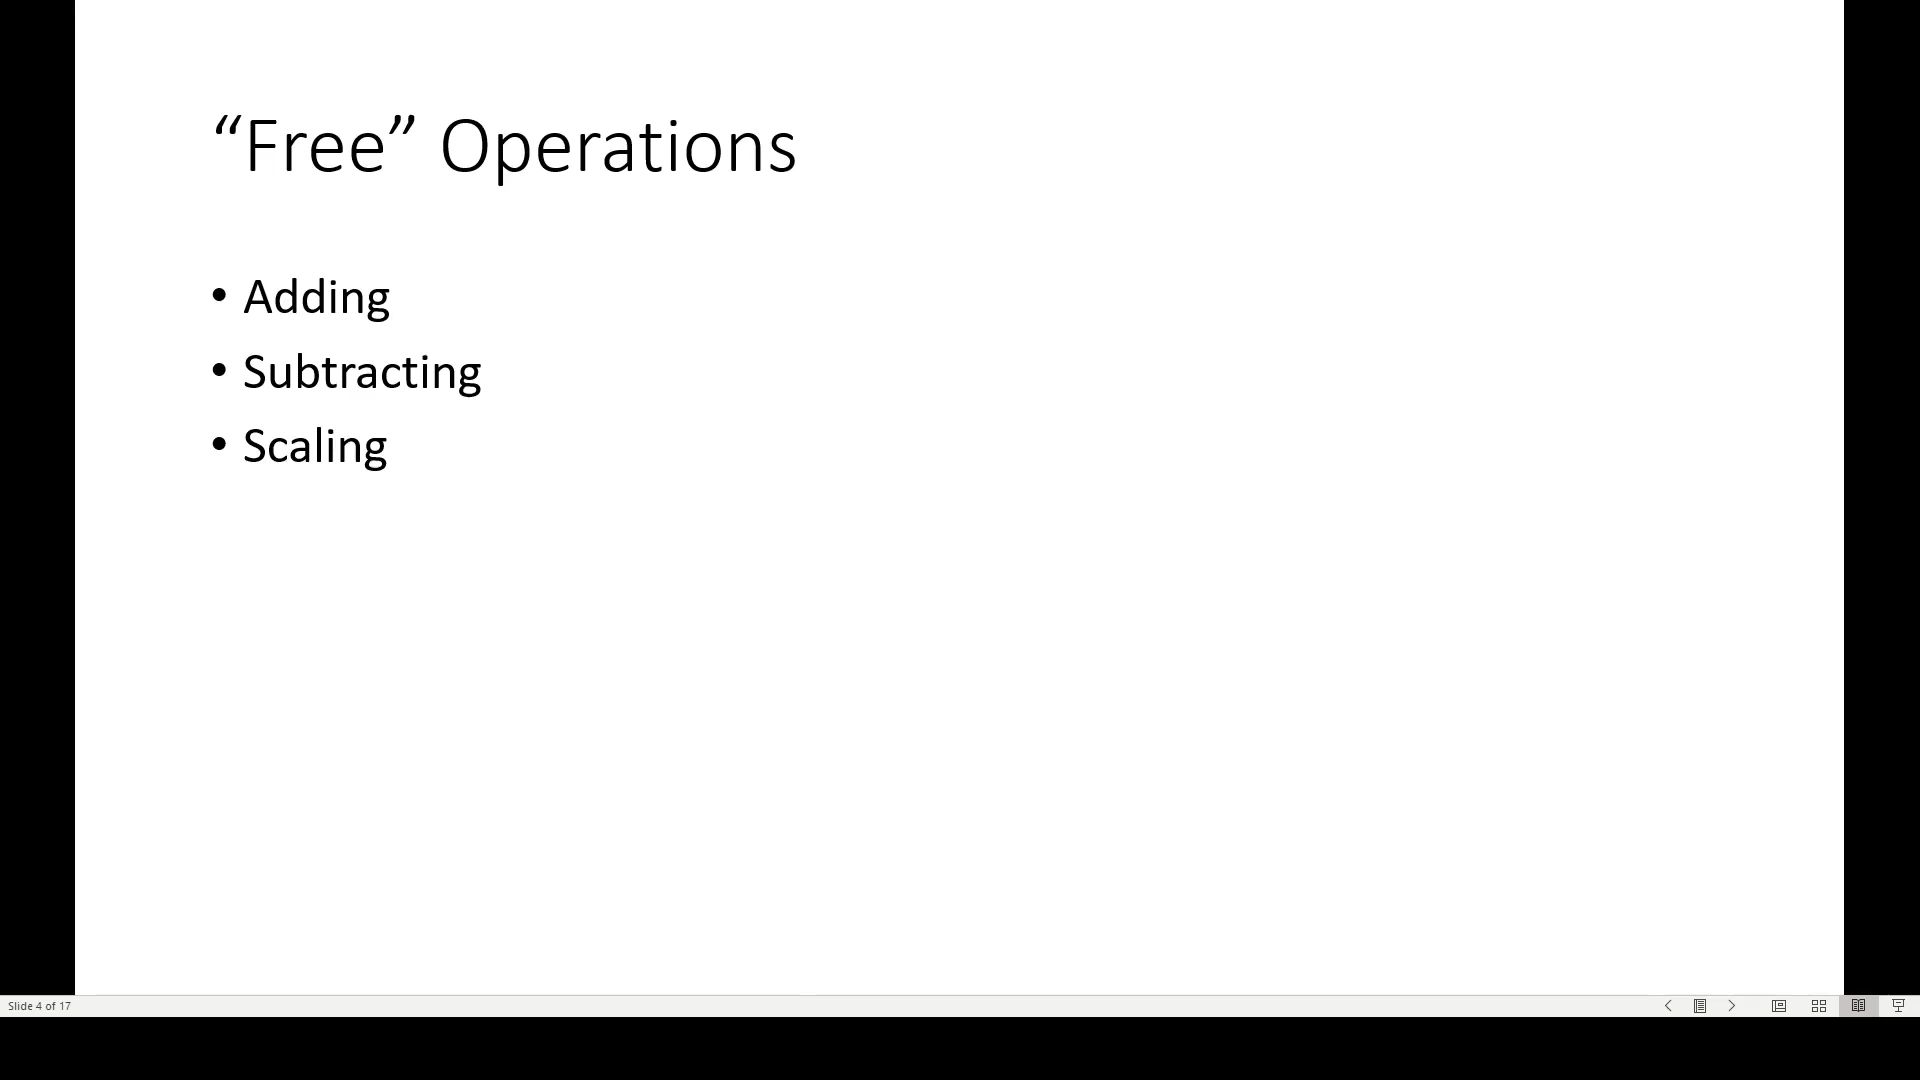 “Free” Operations
• Adding
• Subtracting
• Scaling
Slide 4 of 17